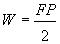 W = FP/2